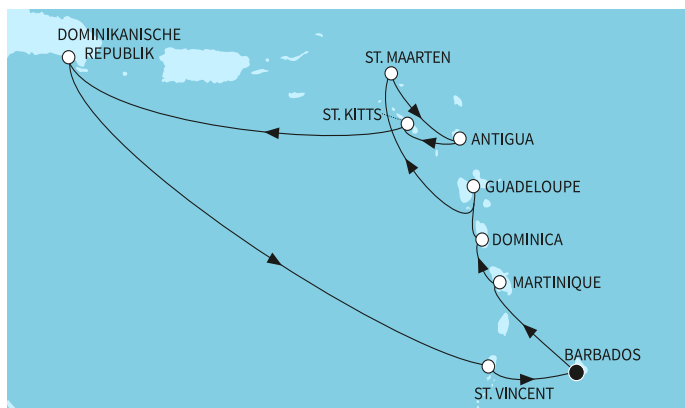 DOMINIKANISCHE
REPUBLIK
ST. MAARTEN
ST. KITTS
ANTIGUA
GUADELOUPE
DOMINICA
MARTINIQUE
BARBADOS
ST. VINCENT